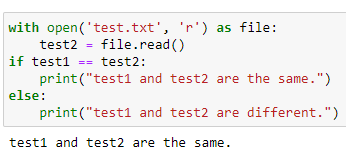 with open('test.txt', 'r') as file:
    test2 = file.read()
if test1 == test2:
    print("test1 and test2 are the same.")
else:
    print("test1 and test2 are different.")
test1 and test2 are the same.